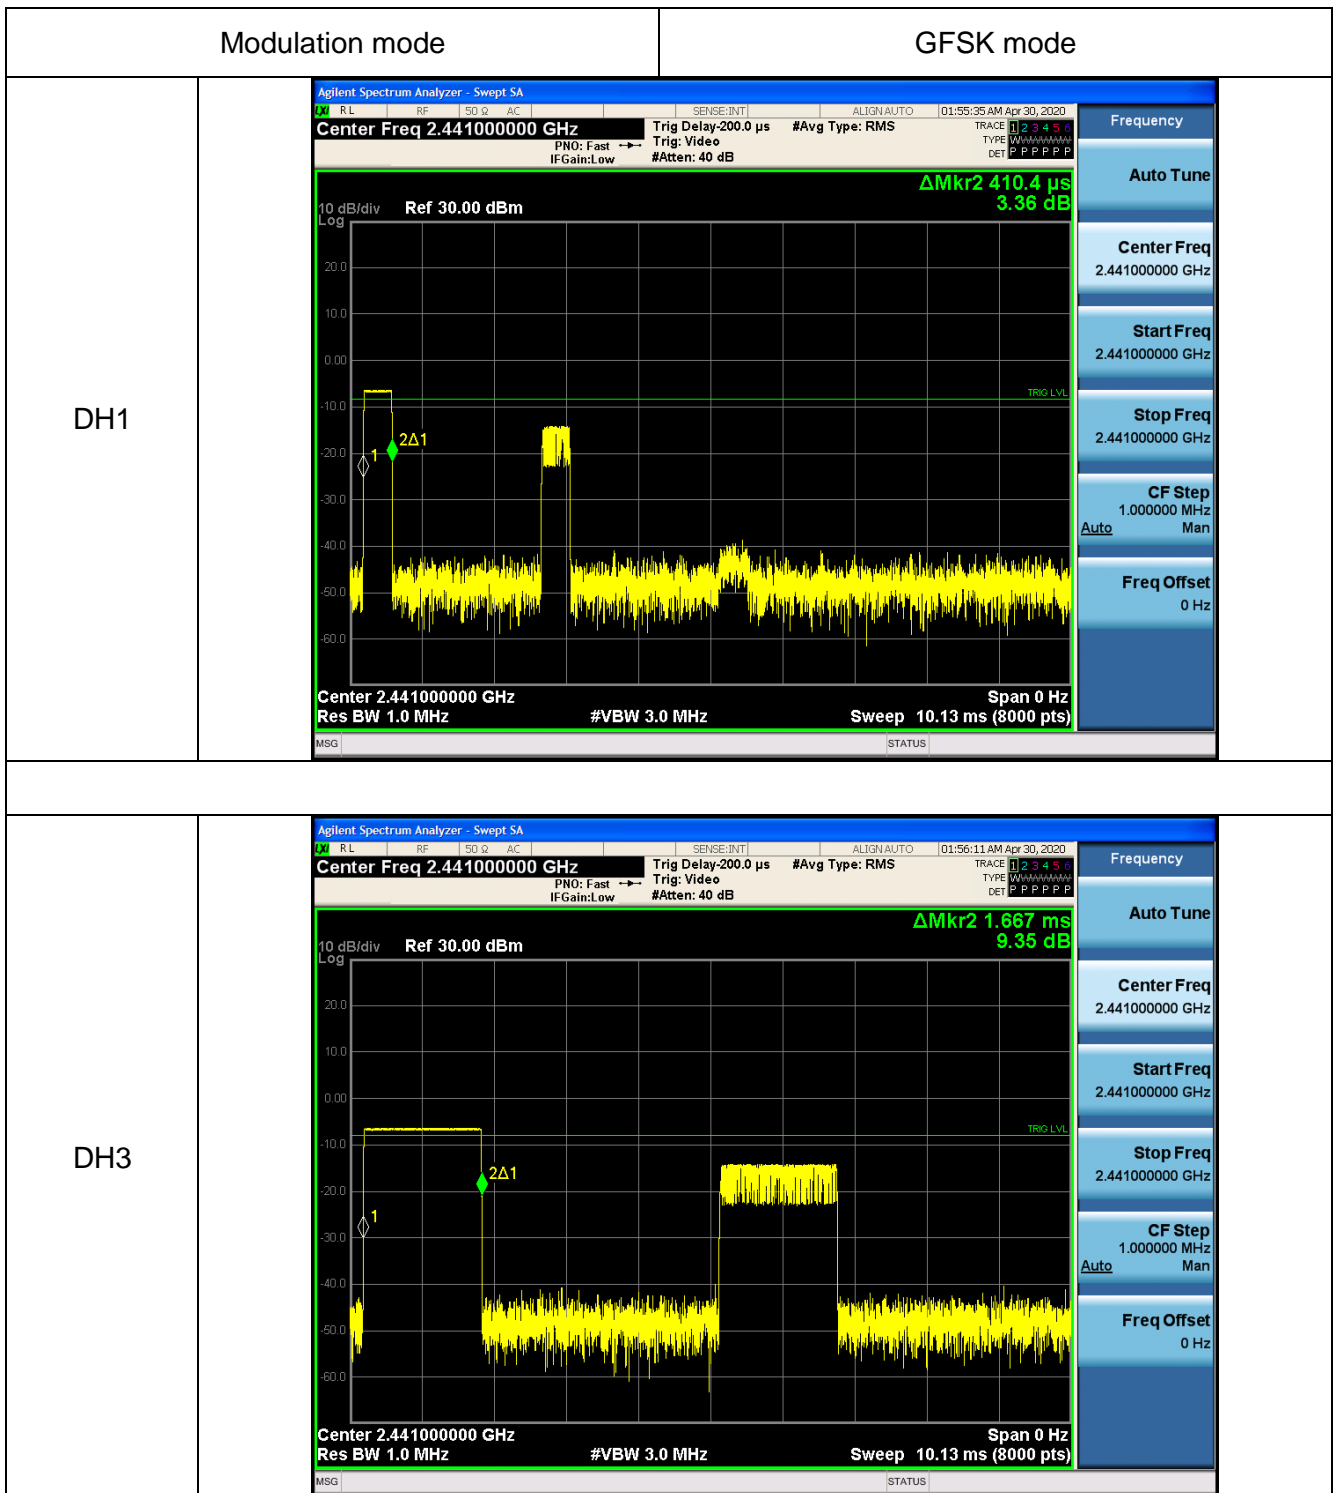 Modulation mode GFSK mode
DH1
Agilent Spectrum Analyzer - Swept SA
LXI RL RF 50 Ω AC SENSE:INT ALIGN AUTO 01:55:35 AM Apr 30, 2020
Center Freq 2.441000000 GHz Trig Delay-200.0 µs #Avg Type: RMS TRACE 1 2 3 4 5 6
PNO: Fast Trig: Video TYPE WWWWWW
IFGain:Low #Atten: 40 dB DET P P P P P P
ΔMkr2 410.4 µs
3.36 dB
10 dB/div Ref 30.00 dBm
Log
20.0
10.0
0.00
-10.0
-20.0
-30.0
-40.0
-50.0
-60.0
TRIG LVL
1
2Δ1
Center 2.441000000 GHz Span 0 Hz
Res BW 1.0 MHz #VBW 3.0 MHz Sweep 10.13 ms (8000 pts)
MSG STATUS
Frequency
Auto Tune
Center Freq
2.441000000 GHz
Start Freq
2.441000000 GHz
Stop Freq
2.441000000 GHz
CF Step
1.000000 MHz
Auto Man
Freq Offset
0 Hz
DH3
Agilent Spectrum Analyzer - Swept SA
LXI RL RF 50 Ω AC SENSE:INT ALIGN AUTO 01:56:11 AM Apr 30, 2020
Center Freq 2.441000000 GHz Trig Delay-200.0 µs #Avg Type: RMS TRACE 1 2 3 4 5 6
PNO: Fast Trig: Video TYPE WWWWWW
IFGain:Low #Atten: 40 dB DET P P P P P P
ΔMkr2 1.667 ms
9.35 dB
10 dB/div Ref 30.00 dBm
Log
20.0
10.0
0.00
-10.0
-20.0
-30.0
-40.0
-50.0
-60.0
TRIG LVL
1
2Δ1
Center 2.441000000 GHz Span 0 Hz
Res BW 1.0 MHz #VBW 3.0 MHz Sweep 10.13 ms (8000 pts)
MSG STATUS
Frequency
Auto Tune
Center Freq
2.441000000 GHz
Start Freq
2.441000000 GHz
Stop Freq
2.441000000 GHz
CF Step
1.000000 MHz
Auto Man
Freq Offset
0 Hz